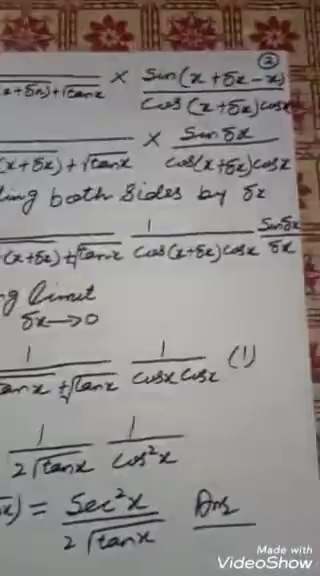 ②
(x+δx)+√tanx × Sin(x+δx-x)/Cos(x+δx)cosx
(x+δx)+√tanx × Sinδx/Cos(x+δx)cosx
ing both Sides by δx
(x+δx)+√tanx 1/Cos(x+δx)cosx Sinδx/δx
ng limit
δx→0
1/tanx+√tanx 1/cosx cosx (1)
1/2√tanx 1/cos²x
x) = Sec²x/2√tanx Ans
Made with
VideoShow